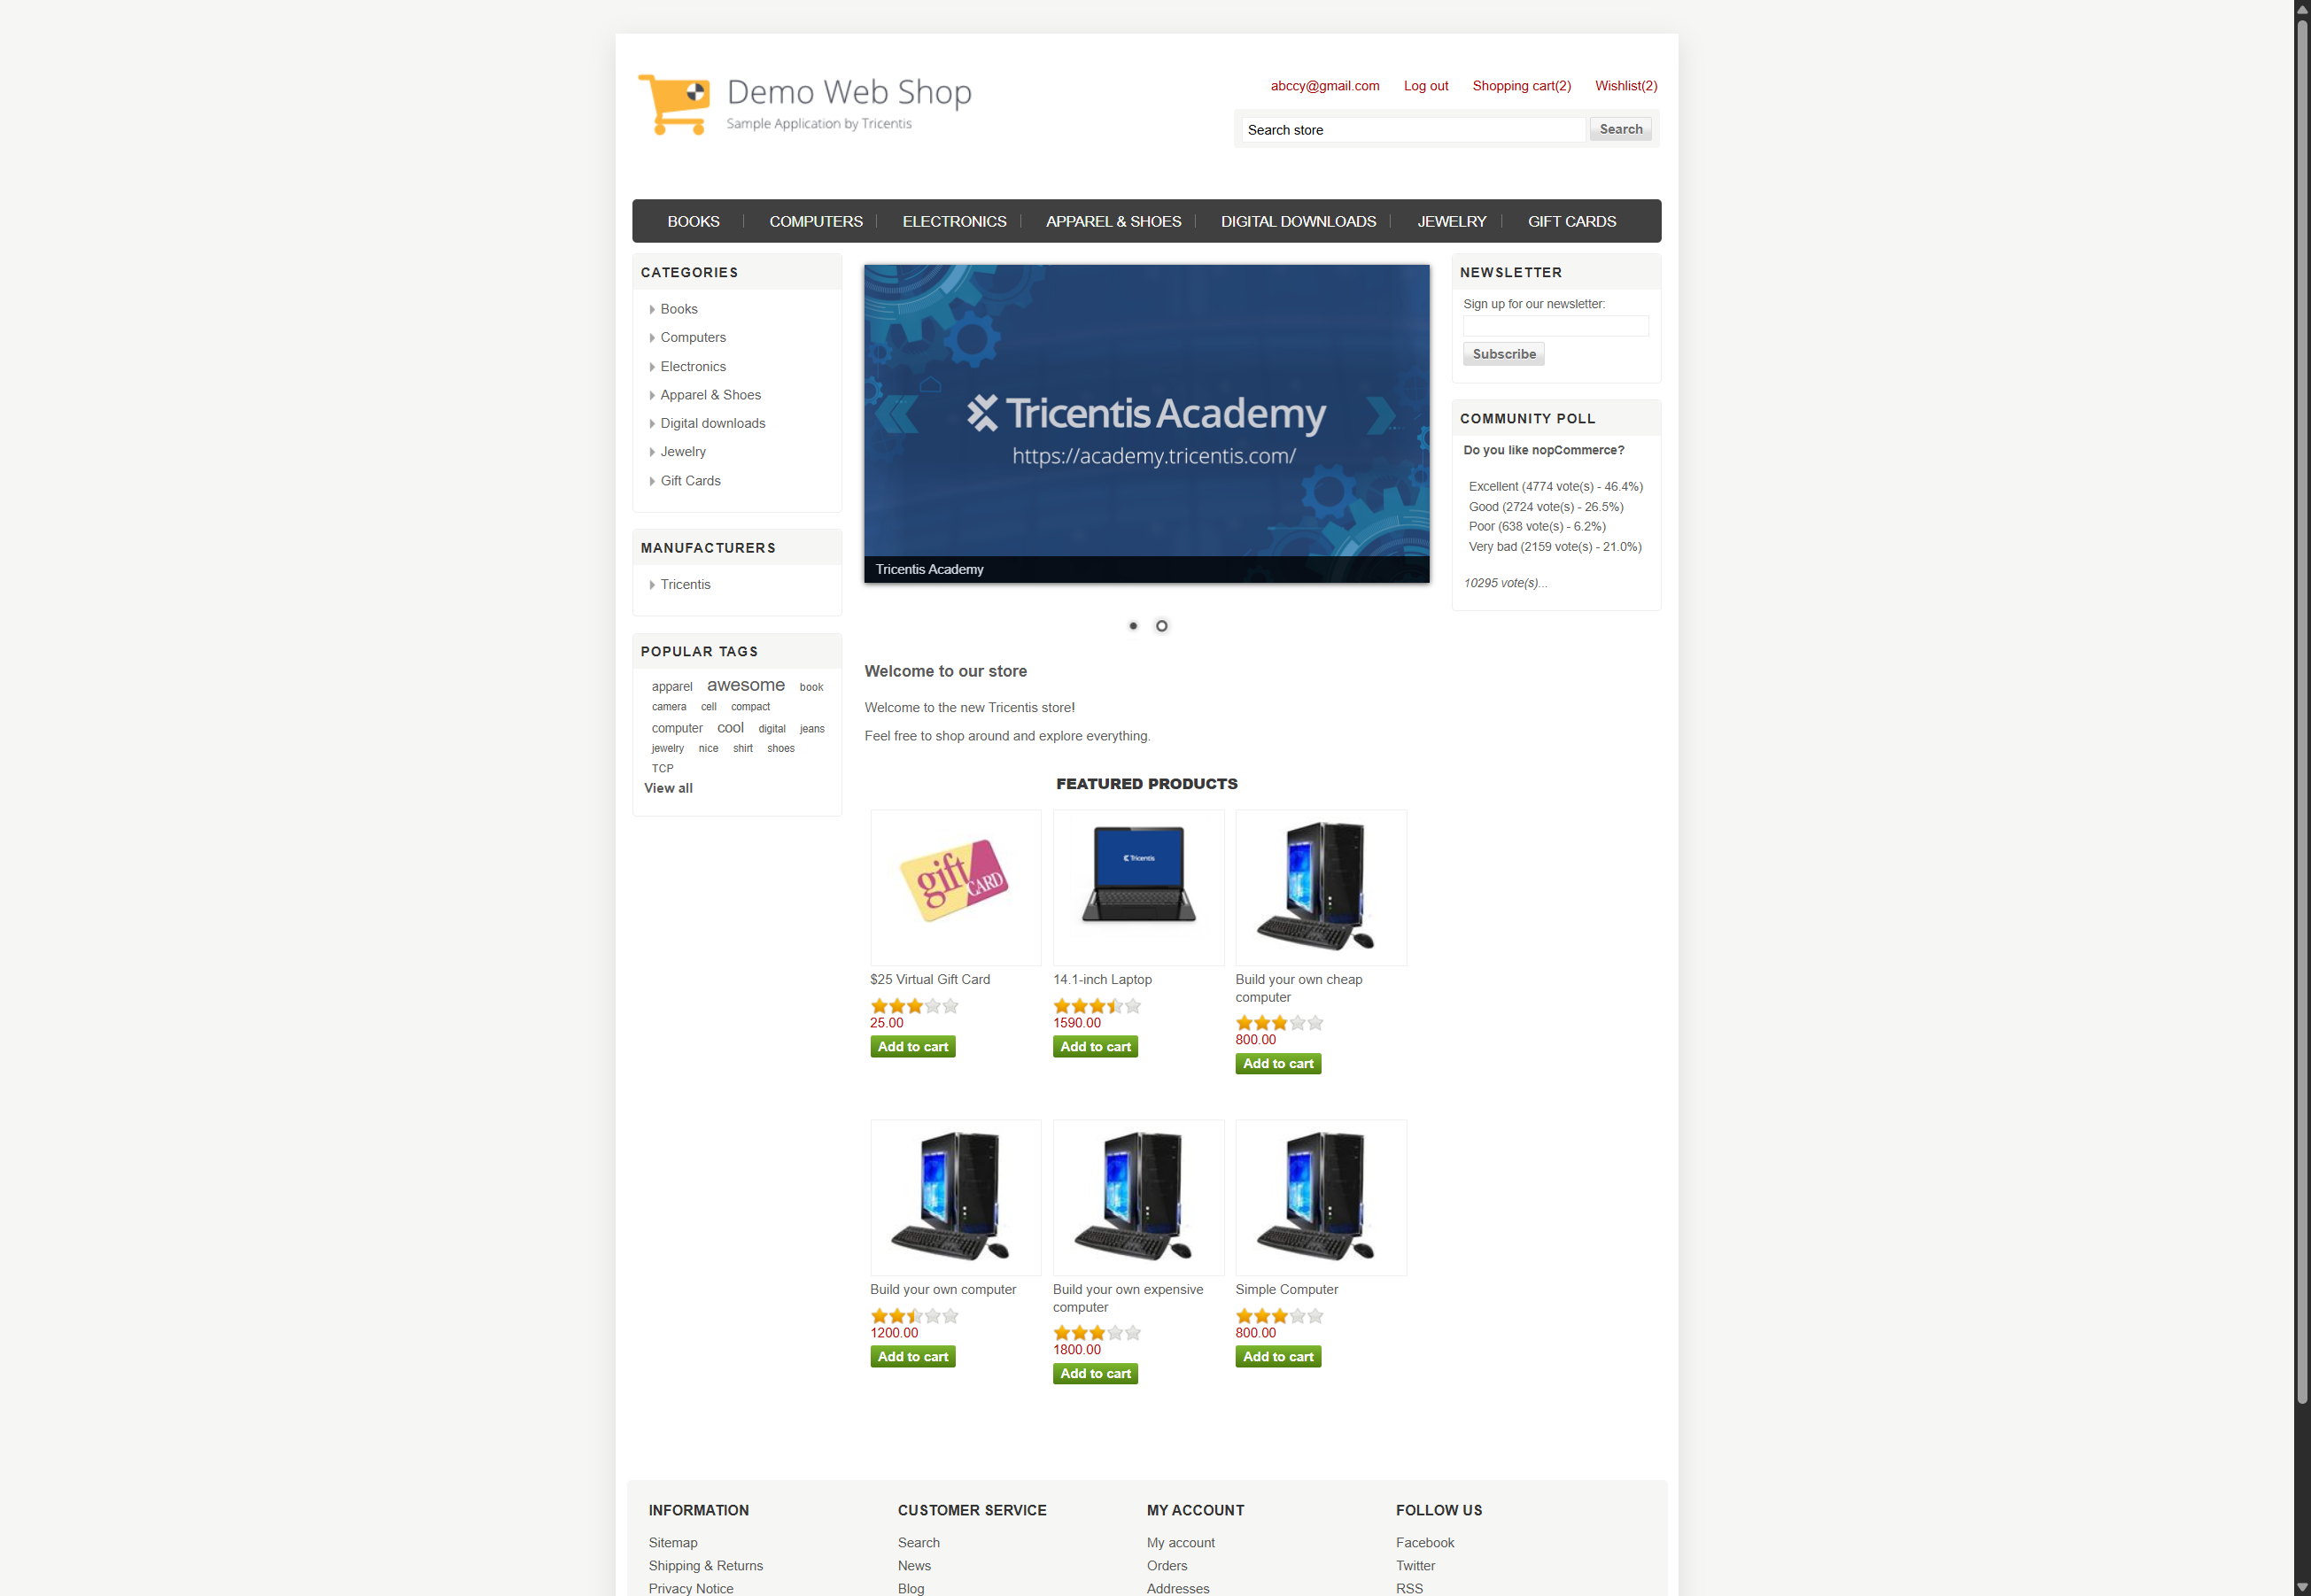 Demo Web Shop
Sample Application by Tricentis
abccy@gmail.com Log out Shopping cart(2) Wishlist(2)
Search store Search
BOOKS COMPUTERS ELECTRONICS APPAREL & SHOES DIGITAL DOWNLOADS JEWELRY GIFT CARDS
CATEGORIES
Books
Computers
Electronics
Apparel & Shoes
Digital downloads
Jewelry
Gift Cards
MANUFACTURERS
Tricentis
POPULAR TAGS
apparel awesome book
camera cell compact
computer cool digital jeans
jewelry nice shirt shoes
TCP
View all
Tricentis Academy
https://academy.tricentis.com/
Tricentis Academy
Welcome to our store
Welcome to the new Tricentis store!
Feel free to shop around and explore everything.
FEATURED PRODUCTS
gift CARD
$25 Virtual Gift Card
25.00
Add to cart
Tricentis
14.1-inch Laptop
1590.00
Add to cart
Build your own cheap
computer
800.00
Add to cart
Build your own computer
1200.00
Add to cart
Build your own expensive
computer
1800.00
Add to cart
Simple Computer
800.00
Add to cart
NEWSLETTER
Sign up for our newsletter:
Subscribe
COMMUNITY POLL
Do you like nopCommerce?
Excellent (4774 vote(s) - 46.4%)
Good (2724 vote(s) - 26.5%)
Poor (638 vote(s) - 6.2%)
Very bad (2159 vote(s) - 21.0%)
10295 vote(s)...
INFORMATION
Sitemap
Shipping & Returns
Privacy Notice
CUSTOMER SERVICE
Search
News
Blog
MY ACCOUNT
My account
Orders
Addresses
FOLLOW US
Facebook
Twitter
RSS